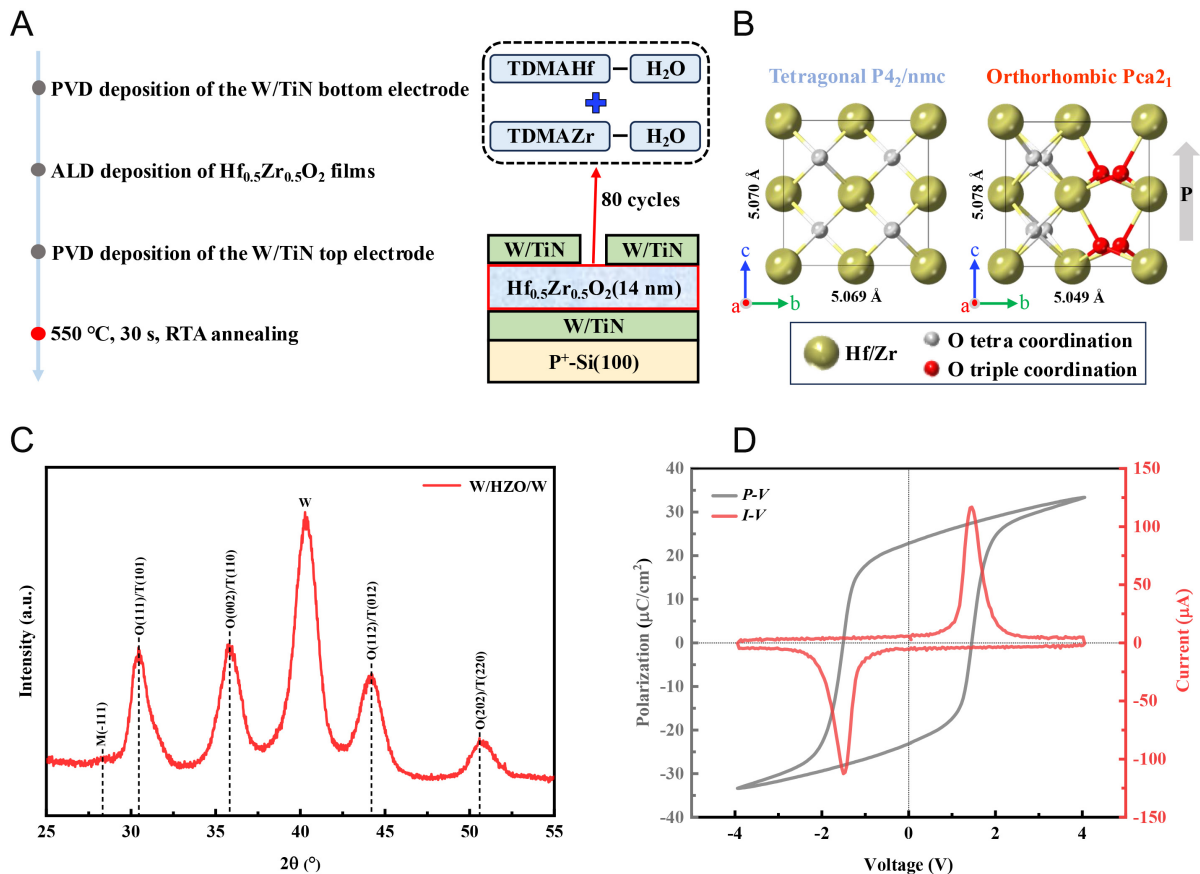 A
PVD deposition of the W/TiN bottom electrode
ALD deposition of Hf0.5Zr0.5O2 films
PVD deposition of the W/TiN top electrode
550 ℃, 30 s, RTA annealing
TDMAHf
H2O
TDMAZr
H2O
80 cycles
W/TiN
W/TiN
Hf0.5Zr0.5O2(14 nm)
W/TiN
P+-Si(100)
B
Tetragonal P42/nmc
Orthorhombic Pca21
5.070 Å
5.069 Å
c
a
b
5.078 Å
5.049 Å
c
a
b
P
Hf/Zr
O tetra coordination
O triple coordination
C
W/HZO/W
M(-111)
O(111)/T(101)
O(002)/T(110)
W
O(112)/T(012)
O(202)/T(220)
Intensity (a.u.)
25
30
35
40
45
50
55
2θ (°)
D
P-V
I-V
Polarization (μC/cm2)
40
30
20
10
0
-10
-20
-30
-40
150
100
50
0
-50
-100
-150
Current (μA)
-4
-2
0
2
4
Voltage (V)